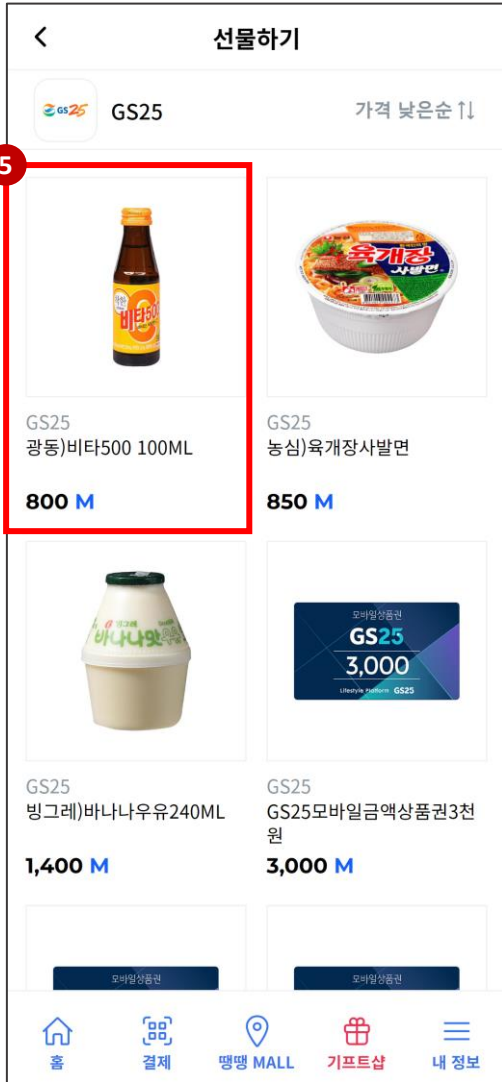 선물하기
GS25
GS25
가격 낮은순
5
비타500
육개장
사발면
GS25
광동)비타500 100ML
800 M
GS25
농심)육개장사발면
850 M
빙그레
바나나맛우유
모바일상품권
GS25
3,000
Lifestyle Platform GS25
GS25
빙그레)바나나우유240ML
1,400 M
GS25
GS25모바일금액상품권3천
원
3,000 M
모바일상품권
모바일상품권
홈
결제
땡땡 MALL
기프트샵
내 정보